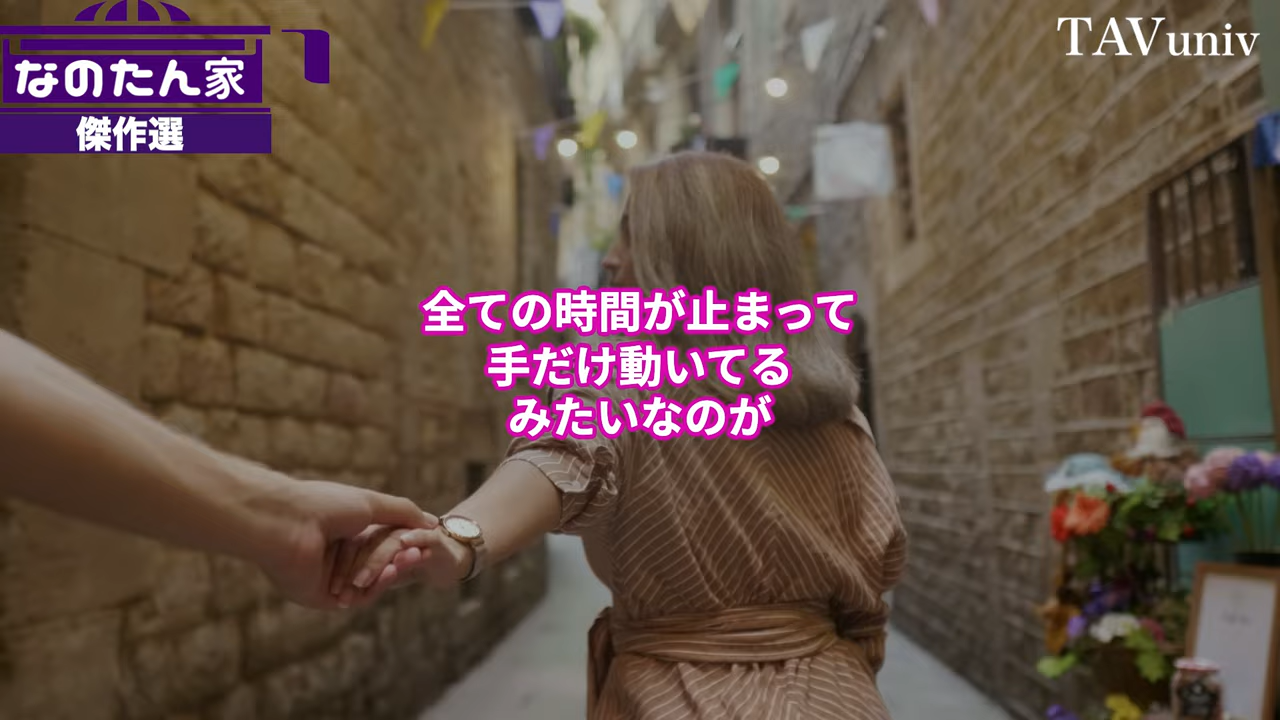 なのたん家
傑作選
TAVuniv
全ての時間が止まって
手だけ動いてる
みたいなのが